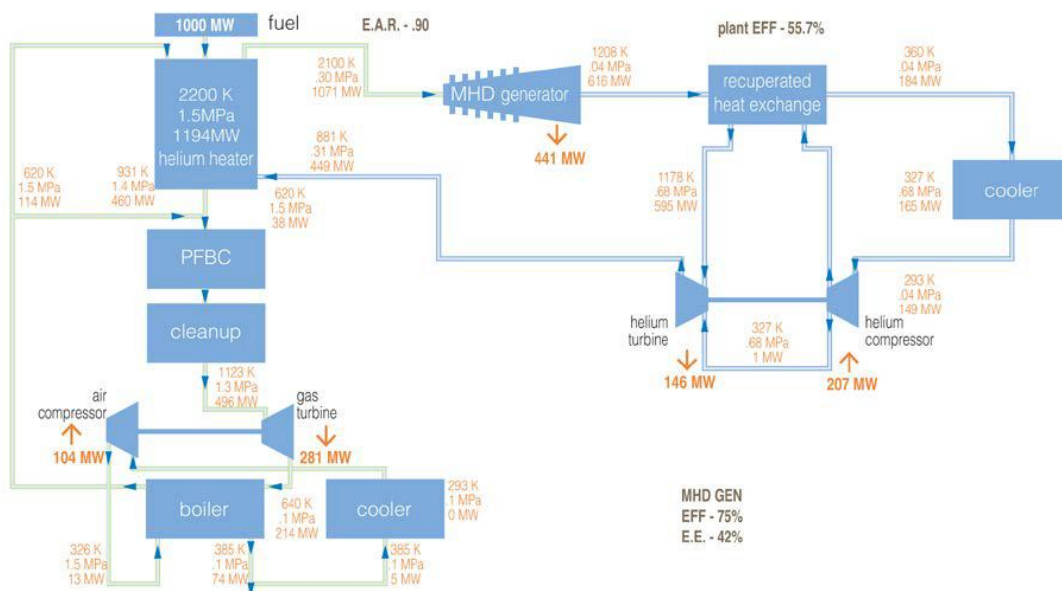 1000 MW
fuel
E.A.R. - .90
plant EFF - 55.7%
2200 K
1.5MPa
1194MW
helium heater
2100 K
.30 MPa
1071 MW
MHD generator
441 MW
1208 K
.04 MPa
616 MW
recuperated
heat exchange
360 K
.04 MPa
184 MW
881 K
.31 MPa
449 MW
620 K
1.5 MPa
114 MW
931 K
1.4 MPa
460 MW
620 K
1.5 MPa
38 MW
1178 K
.68 MPa
595 MW
327 K
.68 MPa
165 MW
cooler
PFBC
cleanup
293 K
.04 MPa
149 MW
helium
turbine
327 K
.68 MPa
1 MW
helium
compressor
146 MW
207 MW
1123 K
1.3 MPa
496 MW
air
compressor
gas
turbine
104 MW
281 MW
boiler
640 K
.1 MPa
214 MW
cooler
293 K
.1 MPa
0 MW
326 K
1.5 MPa
13 MW
385 K
.1 MPa
74 MW
385 K
.1 MPa
5 MW
MHD GEN
EFF - 75%
E.E. - 42%